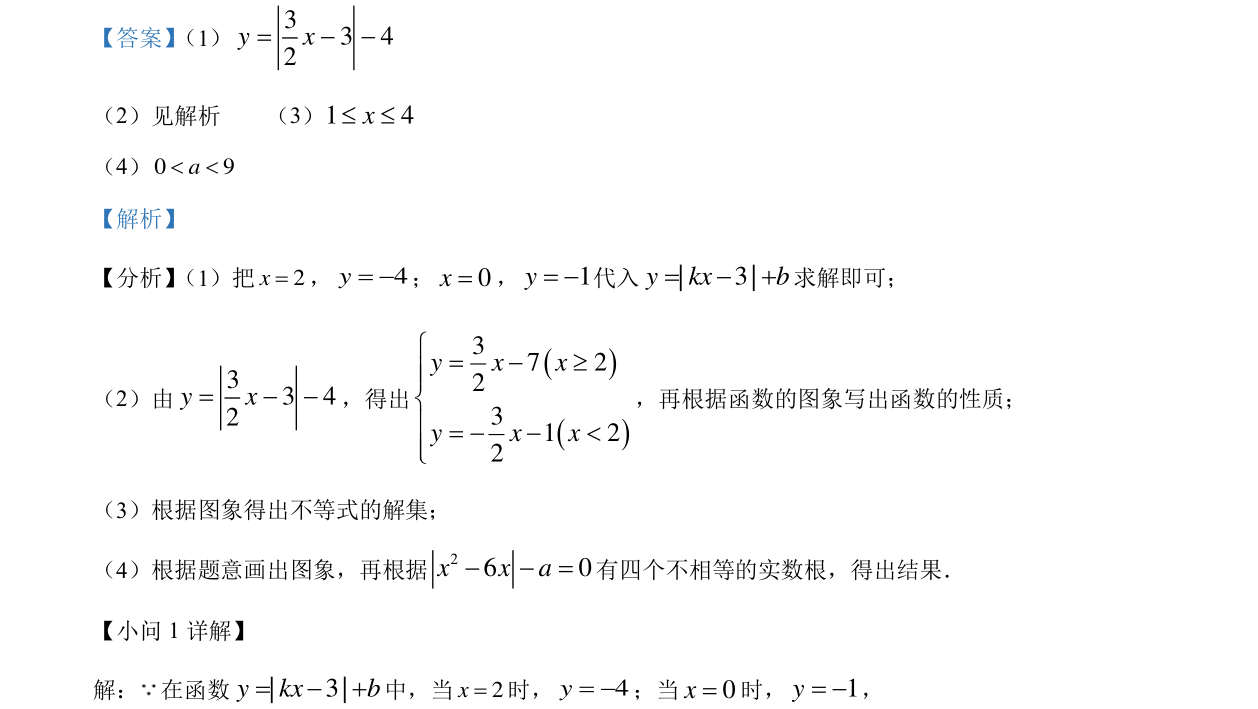 【答案】（1） y = |3/2 x − 3| − 4
（2）见解析 （3）1 ≤ x ≤ 4
（4）0 < a < 9
【解析】
【分析】（1）把 x = 2， y = −4； x = 0， y = −1代入 y =| kx − 3 | +b 求解即可；
（2）由 y = |3/2 x − 3| − 4，得出 { y = 3/2 x − 7 ( x ≥ 2) y = − 3/2 x − 1( x < 2) ，再根据函数的图象写出函数的性质；
（3）根据图象得出不等式的解集；
（4）根据题意画出图象，再根据 |x² − 6x| − a = 0 有四个不相等的实数根，得出结果．
【小问 1 详解】
解：∵在函数 y =| kx − 3 | +b 中，当 x = 2 时， y = −4；当 x = 0 时， y = −1，